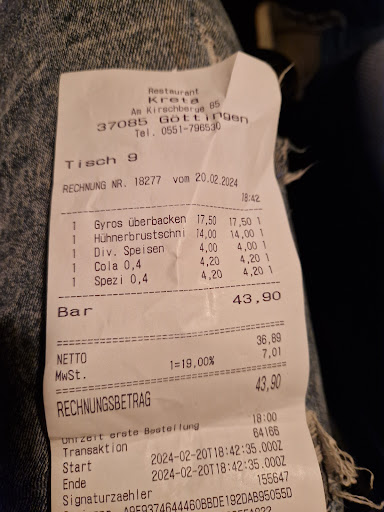 Restaurant
Kreta
Am Kirschberge 85
37085 Göttingen
Tel. 0551-796530
Tisch 9
RECHNUNG NR. 18277 vom 20.02.2024
18:42
1 Gyros überbacken 17,50 17,50 1
1 Hühnerbrustschni 14,00 14,00 1
1 Div. Speisen 4,00 4,00 1
1 Cola 0,4 4,20 4,20 1
1 Spezi 0,4 4,20 4,20 1
Bar 43,90
NETTO 36,89
MwSt. 1=19,00% 7,01
RECHNUNGSBETRAG 43,90
Uhrzeit erste Bestellung 18:00
Transaktion 64166
Start 2024-02-20T18:42:35.000Z
Ende 2024-02-20T18:42:35.000Z
Signaturzaehler 155647